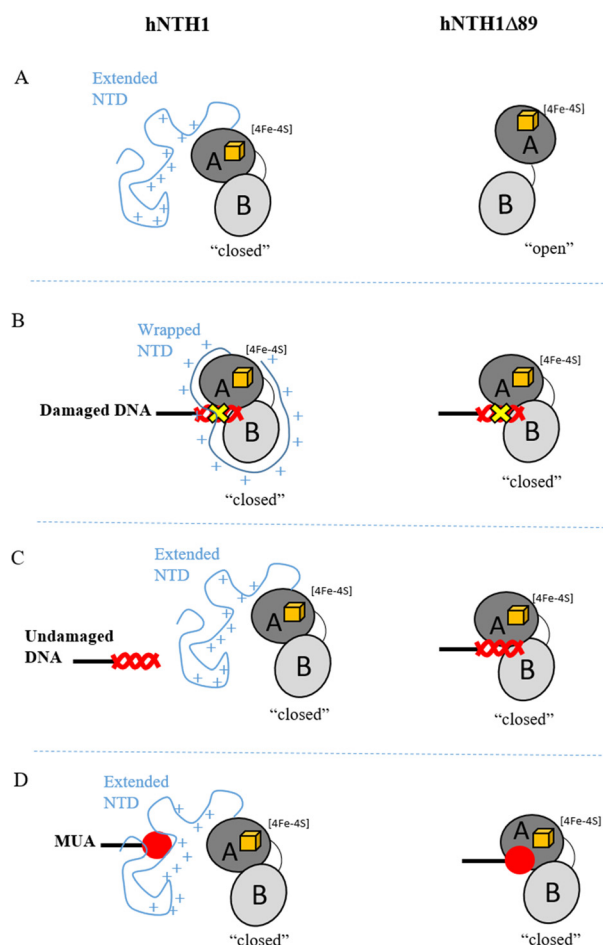 hNTH1 hNTH1Δ89
A
Extended
NTD
+ + + + + + + + +
[4Fe-4S]
A
B
"closed"
[4Fe-4S]
A
B
"open"
B
Wrapped
NTD
[4Fe-4S]
A
B
Damaged DNA
"closed"
[4Fe-4S]
A
B
"closed"
C
Extended
NTD
[4Fe-4S]
A
B
Undamaged
DNA
"closed"
[4Fe-4S]
A
B
"closed"
D
Extended
NTD
MUA
[4Fe-4S]
A
B
"closed"
[4Fe-4S]
A
B
"closed"